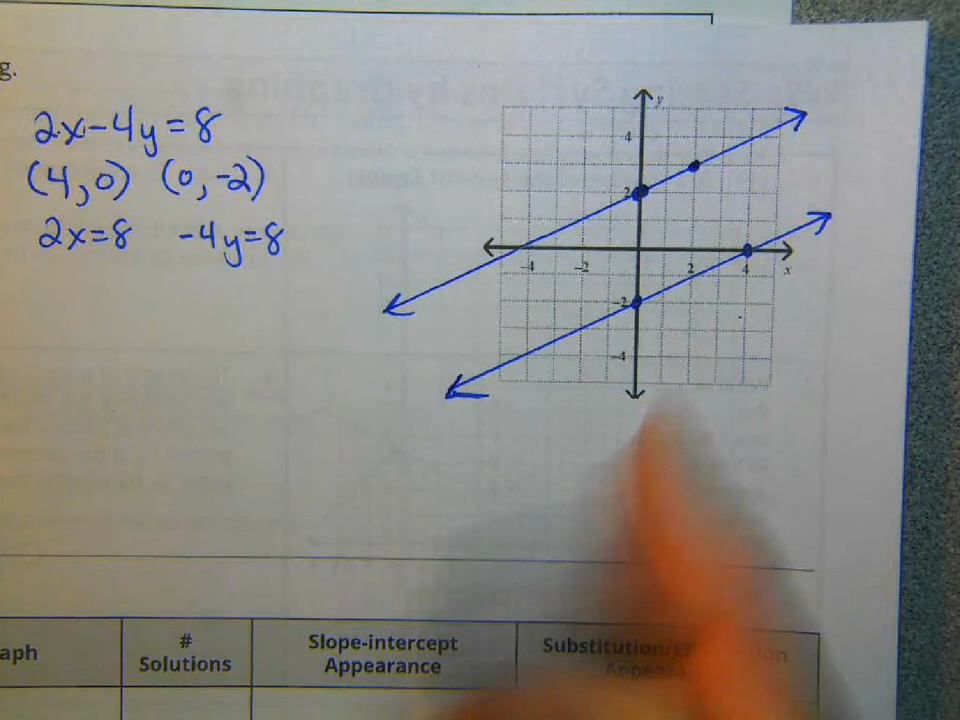 g.
2x-4y=8
(4,0) (0,-2)
2x=8 -4y=8
y
4
2
-4 -2 2 4 x
-2
-4
aph
#
Solutions
Slope-intercept
Appearance
Substitution/